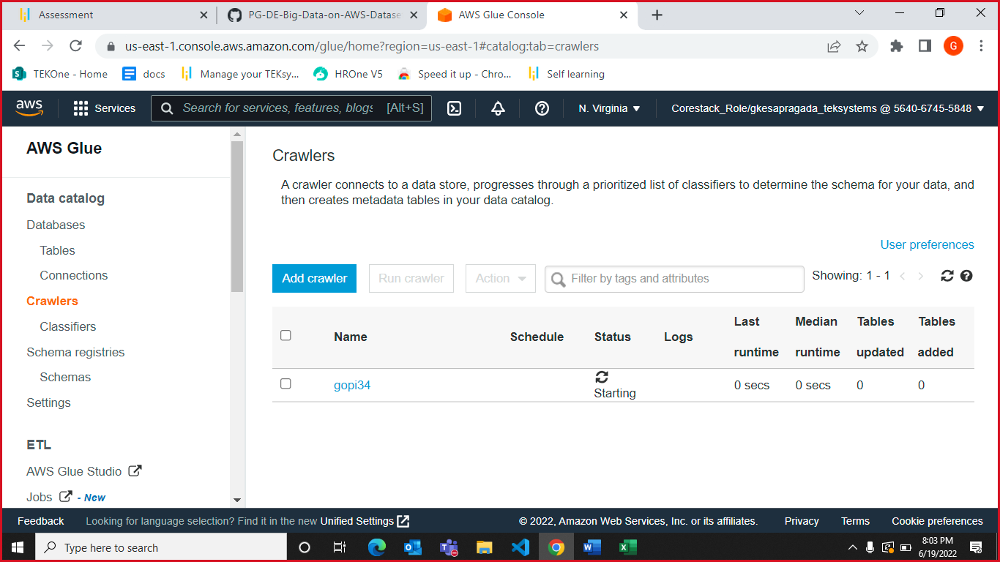 Assessment
PG-DE-Big-Data-on-AWS-Datase
AWS Glue Console
us-east-1.console.aws.amazon.com/glue/home?region=us-east-1#catalog:tab=crawlers
G
TEKOne - Home
docs
Manage your TEKsy...
HROne V5
Speed it up - Chro...
Self learning
aws
Services
Search for services, features, blogs
[Alt+S]
N. Virginia
Corestack_Role/gkesapragada_teksystems @ 5640-6745-5848
AWS Glue
Data catalog
Databases
Tables
Connections
Crawlers
Classifiers
Schema registries
Schemas
Settings
ETL
AWS Glue Studio
Jobs - New
Crawlers
A crawler connects to a data store, progresses through a prioritized list of classifiers to determine the schema for your data, and
then creates metadata tables in your data catalog.
User preferences
Add crawler
Run crawler
Action
Filter by tags and attributes
Showing: 1 - 1
Name
Schedule
Status
Logs
Last runtime
Median runtime
Tables updated
Tables added
gopi34
Starting
0 secs
0 secs
0
0
Feedback
Looking for language selection? Find it in the new Unified Settings
© 2022, Amazon Web Services, Inc. or its affiliates.
Privacy
Terms
Cookie preferences
Type here to search
8:03 PM
6/19/2022